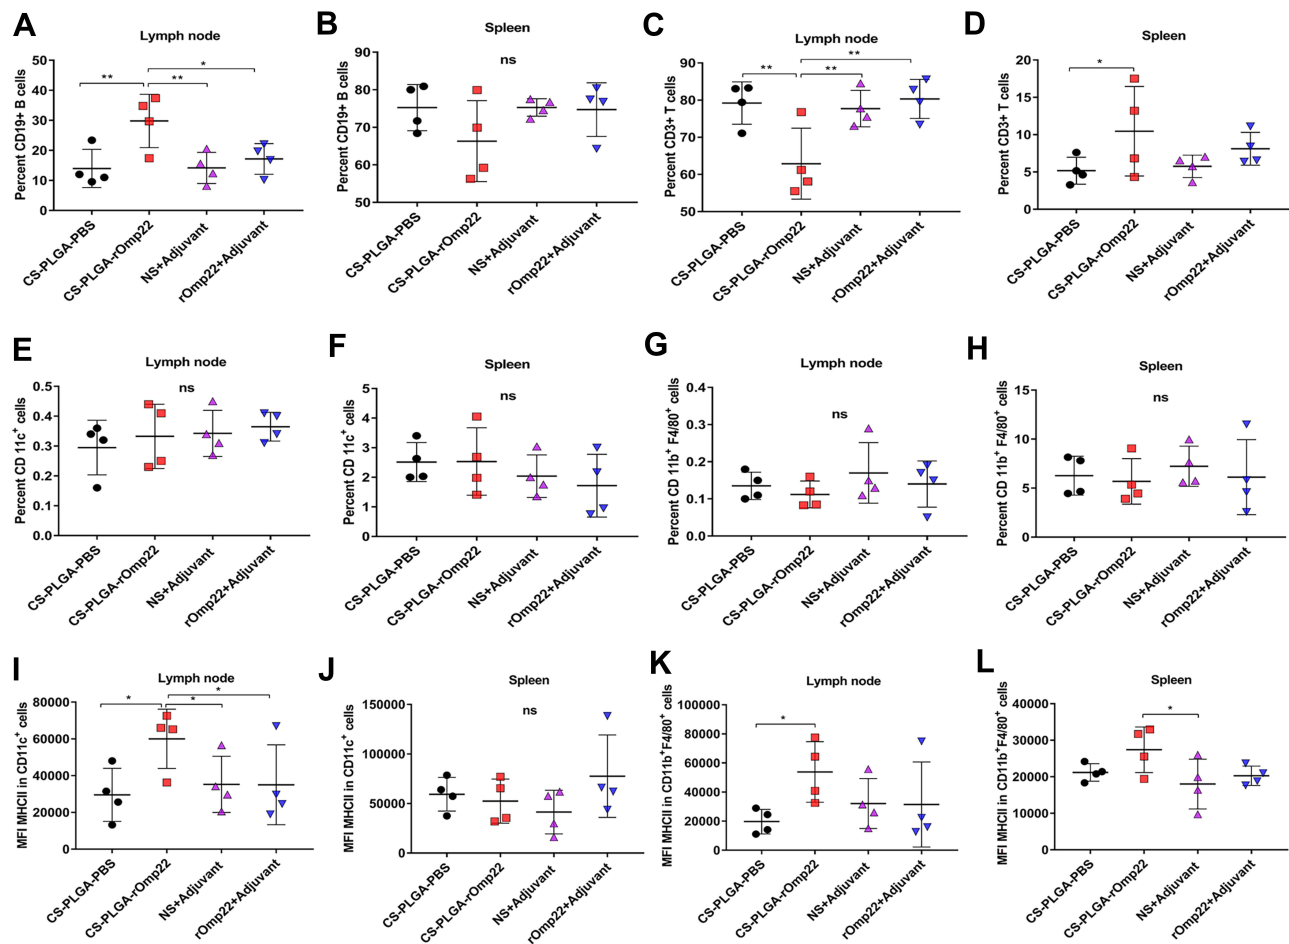 A
Lymph node
Percent CD19+ B cells
50
40
30
20
10
0
**
*
**
CS-PLGA-PBS
CS-PLGA-rOmp22
NS+Adjuvant
rOmp22+Adjuvant
B
Spleen
ns
Percent CD19+ B cells
90
80
70
60
50
CS-PLGA-PBS
CS-PLGA-rOmp22
NS+Adjuvant
rOmp22+Adjuvant
C
Lymph node
Percent CD3+ T cells
90
80
70
60
50
**
**
**
CS-PLGA-PBS
CS-PLGA-rOmp22
NS+Adjuvant
rOmp22+Adjuvant
D
Spleen
Percent CD3+ T cells
20
15
10
5
0
*
CS-PLGA-PBS
CS-PLGA-rOmp22
NS+Adjuvant
rOmp22+Adjuvant
E
Lymph node
ns
Percent CD 11c+ cells
0.5
0.4
0.3
0.2
0.1
0.0
CS-PLGA-PBS
CS-PLGA-rOmp22
NS+Adjuvant
rOmp22+Adjuvant
F
Spleen
ns
Percent CD 11c+ cells
5
4
3
2
1
0
CS-PLGA-PBS
CS-PLGA-rOmp22
NS+Adjuvant
rOmp22+Adjuvant
G
Lymph node
ns
Percent CD 11b+ F4/80+ cells
0.4
0.3
0.2
0.1
0.0
CS-PLGA-PBS
CS-PLGA-rOmp22
NS+Adjuvant
rOmp22+Adjuvant
H
Spleen
ns
Percent CD 11b+ F4/80+ cells
15
10
5
0
CS-PLGA-PBS
CS-PLGA-rOmp22
NS+Adjuvant
rOmp22+Adjuvant
I
Lymph node
MFI MHCII in CD11c+ cells
80000
60000
40000
20000
0
*
*
*
CS-PLGA-PBS
CS-PLGA-rOmp22
NS+Adjuvant
rOmp22+Adjuvant
J
Spleen
ns
MFI MHCII in CD11c+ cells
150000
100000
50000
0
CS-PLGA-PBS
CS-PLGA-rOmp22
NS+Adjuvant
rOmp22+Adjuvant
K
Lymph node
MFI MHCII in CD11b+F4/80+ cells
100000
80000
60000
40000
20000
0
*
CS-PLGA-PBS
CS-PLGA-rOmp22
NS+Adjuvant
rOmp22+Adjuvant
L
Spleen
MFI MHCII in CD11b+F4/80+ cells
40000
30000
20000
10000
0
*
CS-PLGA-PBS
CS-PLGA-rOmp22
NS+Adjuvant
rOmp22+Adjuvant